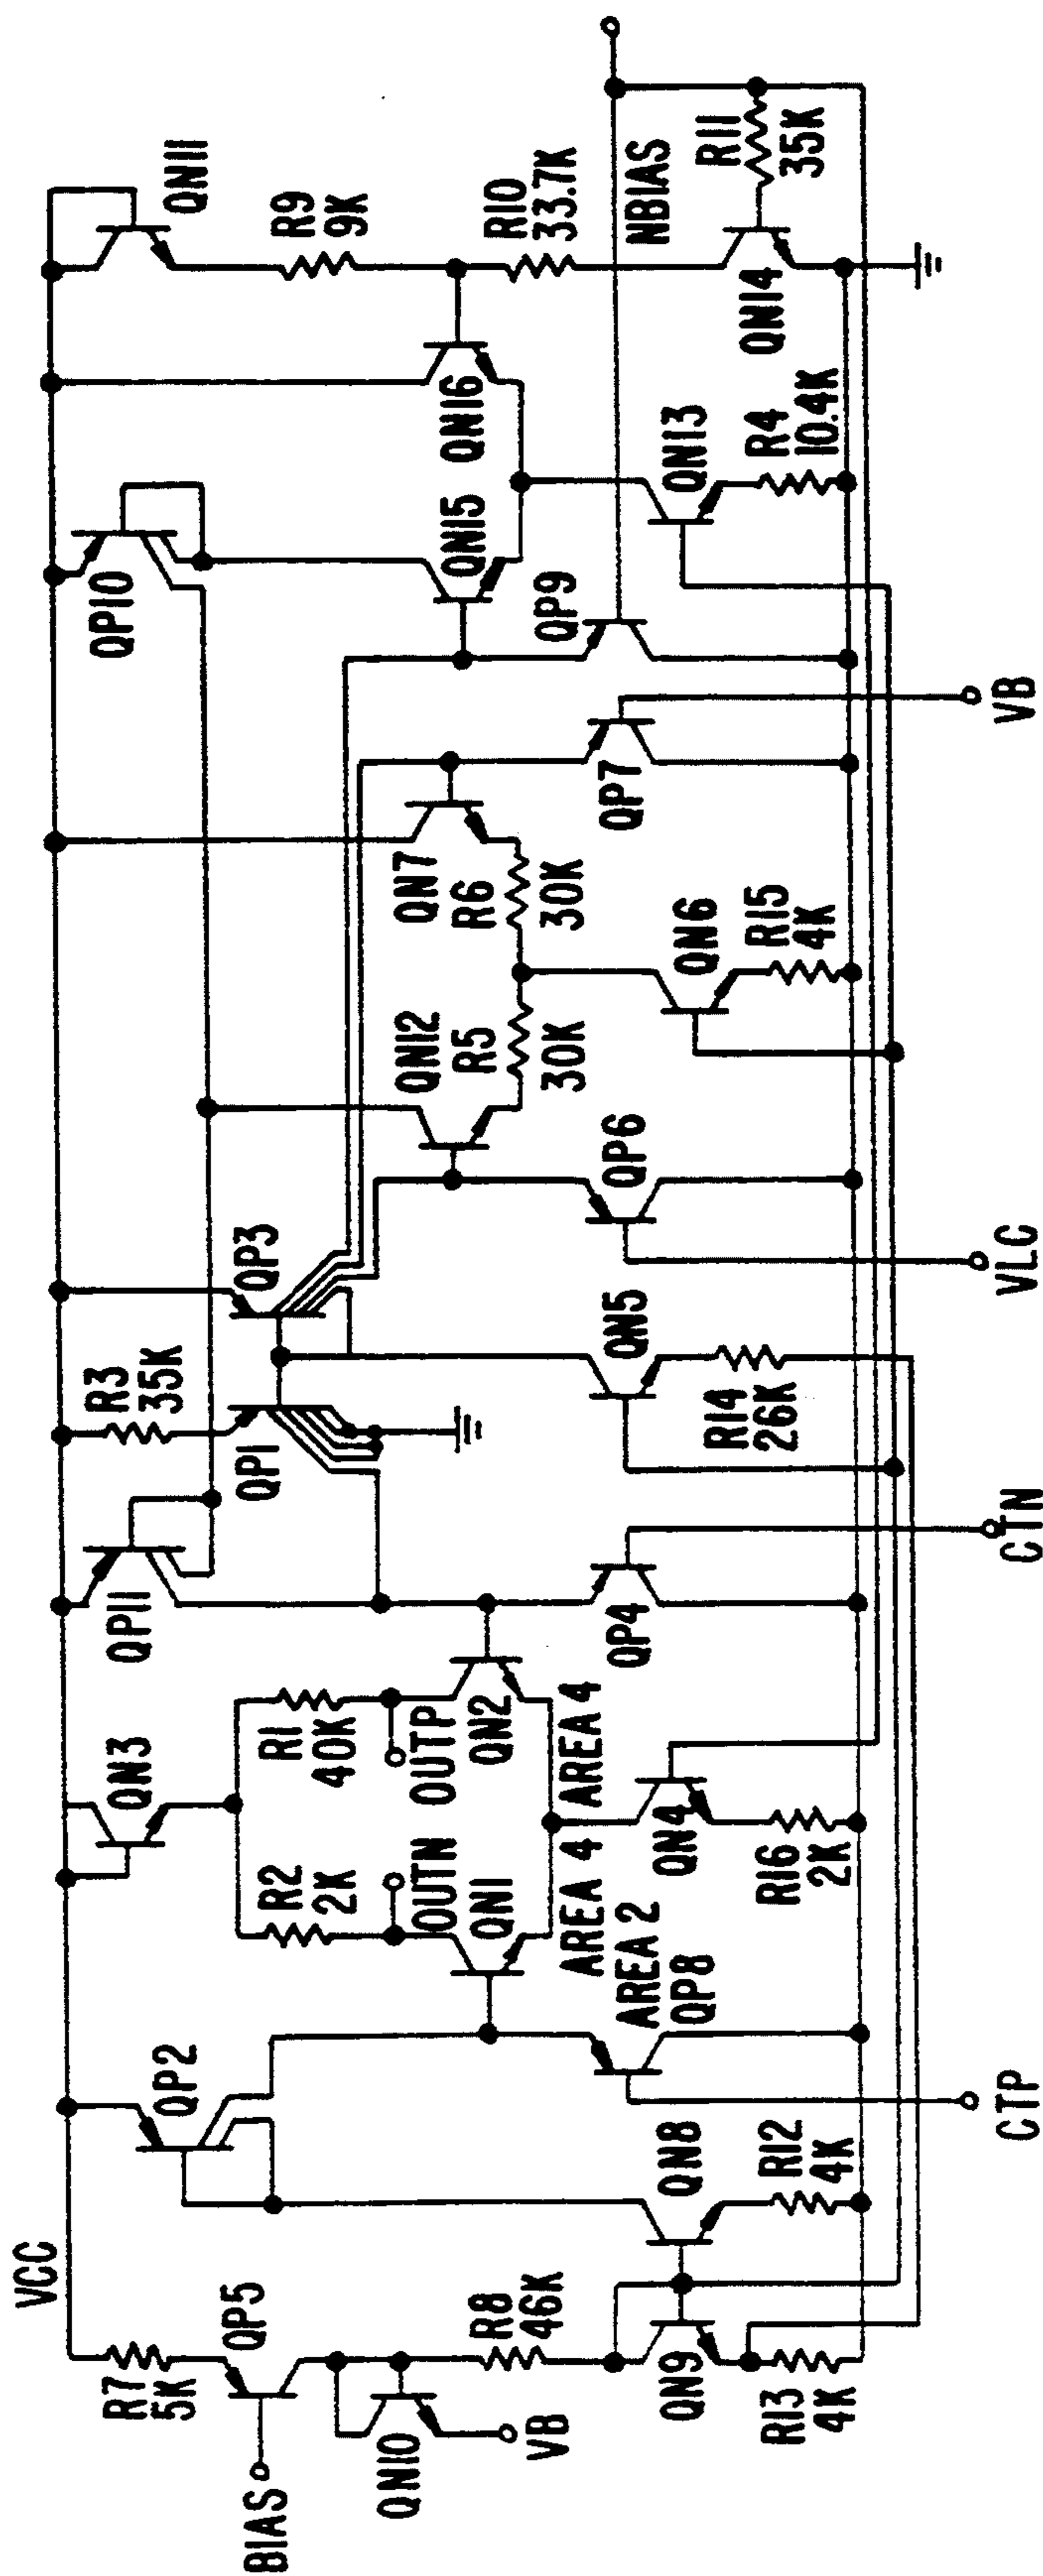 VCC
R7
5K
QP5
BIAS
QN10
VB
R8
46K
QN9
R13
4K
QP2
QN8
R12
4K
CTP
AREA 2
QP8
QN3
R2
2K
OUTN
QN1
AREA 4
R1
40K
OUTP
QN2
AREA 4
QN4
R16
2K
QP11
QP4
CTN
R3
35K
QP1
QP3
QN5
R14
26K
QP6
VLC
QN12
R5
30K
QN7
R6
30K
QN6
R15
4K
QP7
VB
QP9
QP10
QN15
QN16
QN13
R4
10.4K
QN11
R9
9K
R10
33.7K
NBIAS
QN14
R11
35K